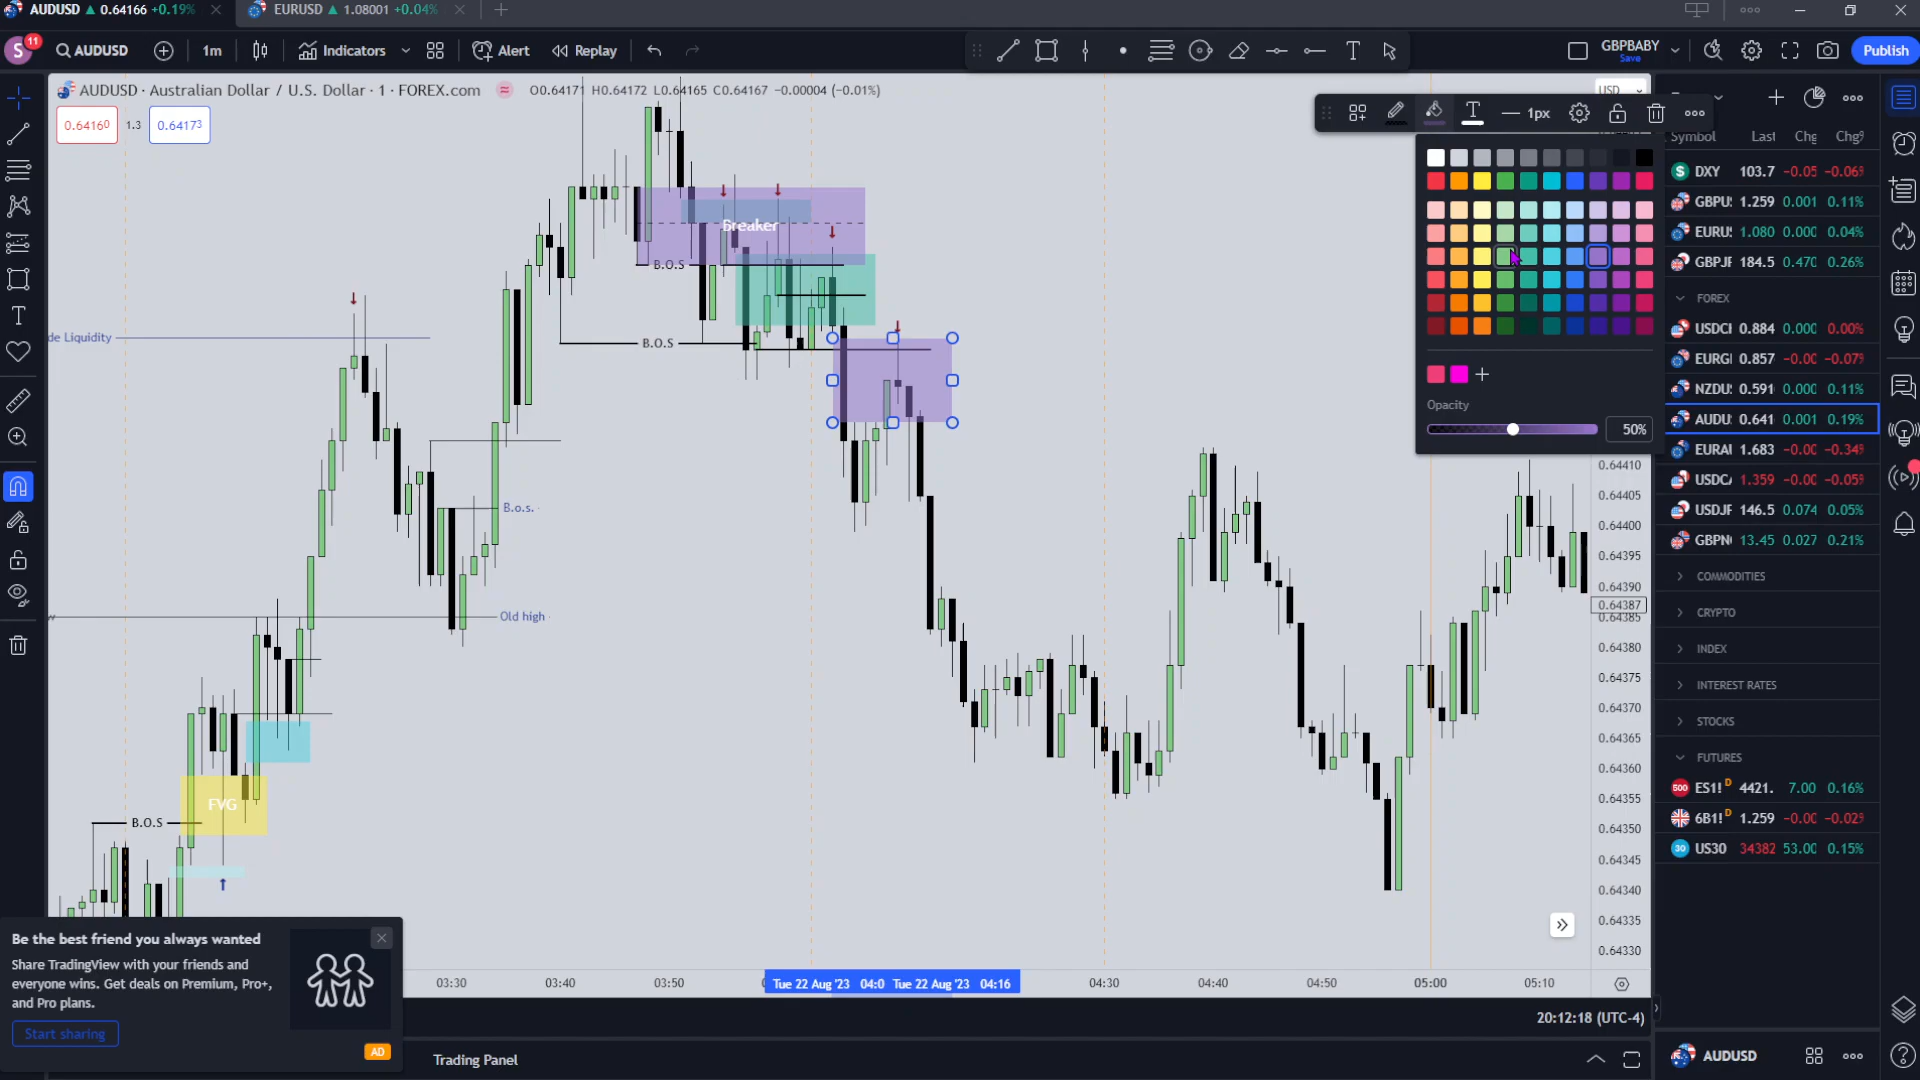 AUDUSD ▲ 0.64166 +0.19%
EURUSD ▲ 1.08001 +0.04%
S 11
AUDUSD
1m
Indicators
Alert
Replay
GBPBABY
Save
Publish
AUDUSD · Australian Dollar / U.S. Dollar · 1 · FOREX.com
O0.64171 H0.64172 L0.64165 C0.64167 −0.00004 (−0.01%)
USD
0.64160
1.3
0.64173
1px
Symbol Last Chg Chg%
DXY 103.7 −0.05 −0.06%
GBPU 1.259 0.001 0.11%
EURU 1.080 0.000 0.04%
GBPJF 184.5 0.470 0.26%
FOREX
USDCI 0.884 0.000 0.00%
EURGI 0.857 −0.00 −0.07%
NZDU 0.591 0.000 0.11%
AUDU 0.641 0.001 0.19%
EURAI 1.683 −0.00 −0.34%
USDC 1.359 −0.00 −0.05%
USDJF 146.5 0.074 0.05%
GBPN 13.45 0.027 0.21%
COMMODITIES
CRYPTO
INDEX
INTEREST RATES
STOCKS
FUTURES
ES1! D 4421. 7.00 0.16%
6B1! D 1.259 −0.00 −0.02%
US30 34382 53.00 0.15%
Opacity
50%
Breaker
B.O.S
B.O.S
de Liquidity
B.o.s.
Old high
FVG
B.O.S
0.64410
0.64405
0.64400
0.64395
0.64390
0.64387
0.64385
0.64380
0.64375
0.64370
0.64365
0.64360
0.64355
0.64350
0.64345
0.64340
0.64335
0.64330
03:30
03:40
03:50
Tue 22 Aug '23 04:0
Tue 22 Aug '23 04:16
04:30
04:40
04:50
05:00
05:10
20:12:18 (UTC-4)
Be the best friend you always wanted
Share TradingView with your friends and
everyone wins. Get deals on Premium, Pro+,
and Pro plans.
Start sharing
AD
Trading Panel
AUDUSD